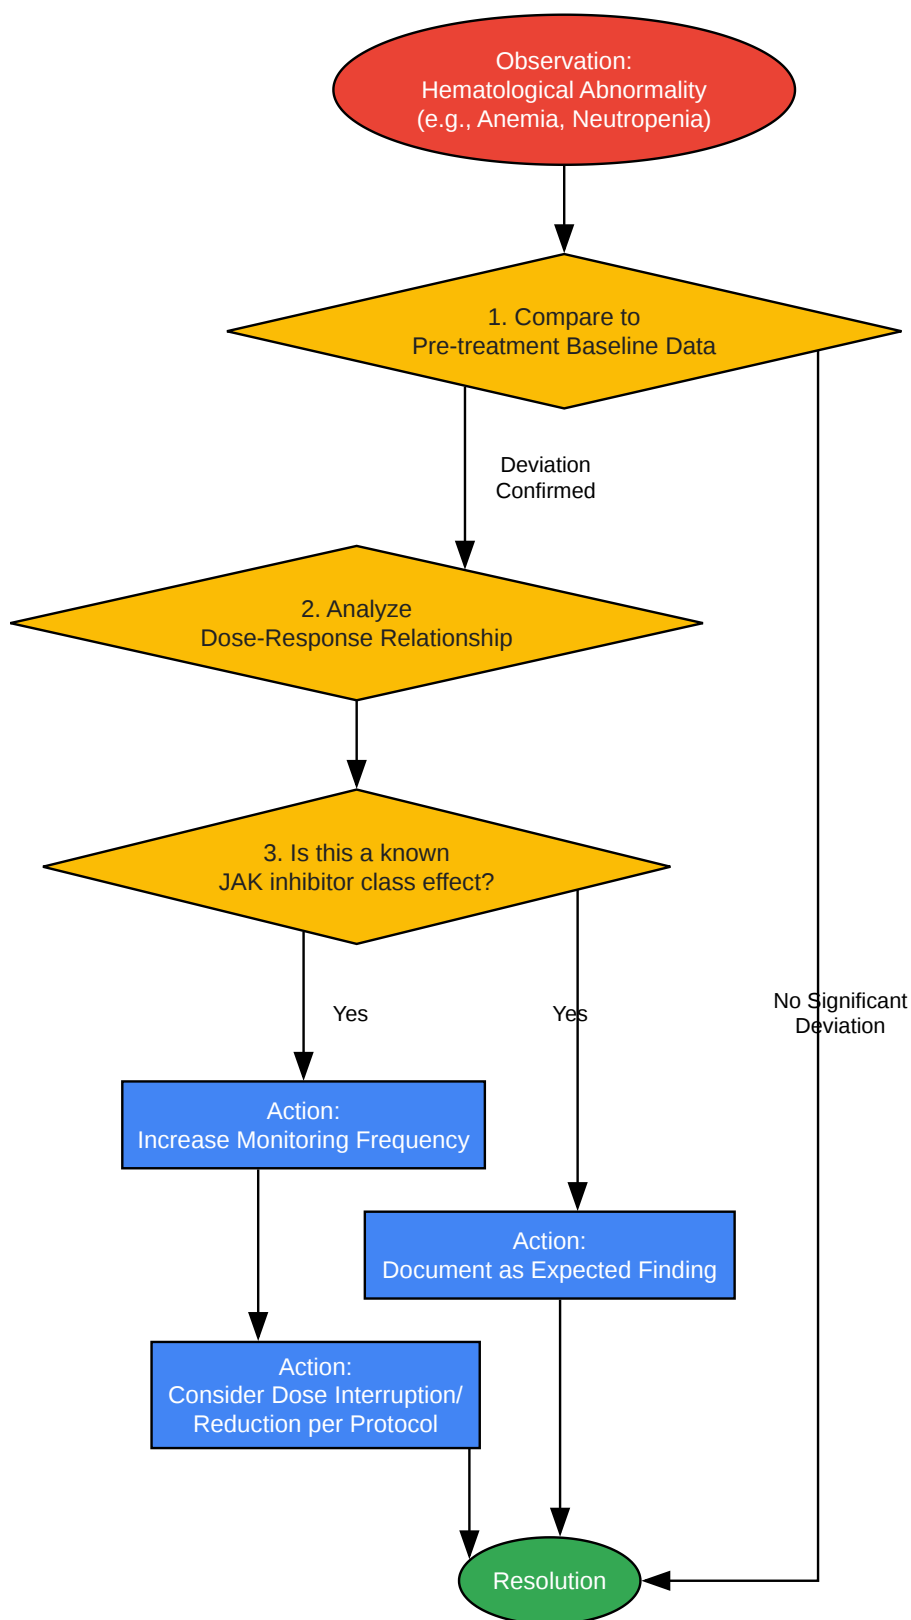 Observation:
Hematological Abnormality
(e.g., Anemia, Neutropenia)
1. Compare to
Pre-treatment Baseline Data
Deviation
Confirmed
2. Analyze
Dose-Response Relationship
3. Is this a known
JAK inhibitor class effect?
Yes
Yes
No Significant
Deviation
Action:
Increase Monitoring Frequency
Action:
Document as Expected Finding
Action:
Consider Dose Interruption/
Reduction per Protocol
Resolution